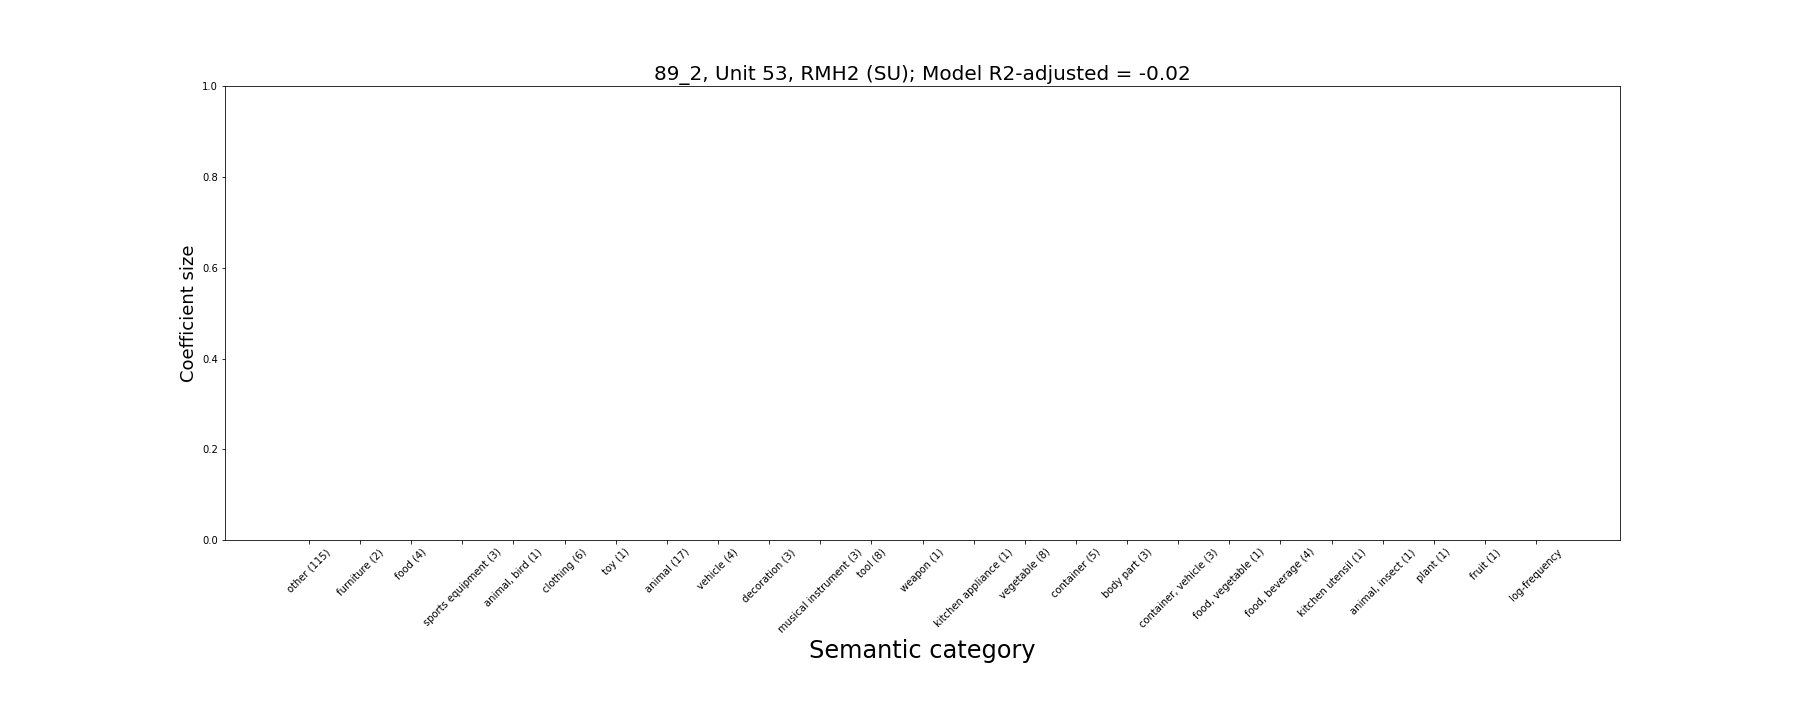 89_2, Unit 53, RMH2 (SU); Model R2-adjusted = -0.02
Coefficient size
1.0
0.8
0.6
0.4
0.2
0.0
other (115)
furniture (2)
food (4)
sports equipment (3)
animal, bird (1)
clothing (6)
toy (1)
animal (17)
vehicle (4)
decoration (3)
musical instrument (3)
tool (8)
weapon (1)
kitchen appliance (1)
vegetable (8)
container (5)
body part (3)
container, vehicle (3)
food, vegetable (1)
food, beverage (4)
kitchen utensil (1)
animal, insect (1)
plant (1)
fruit (1)
log-frequency
Semantic category